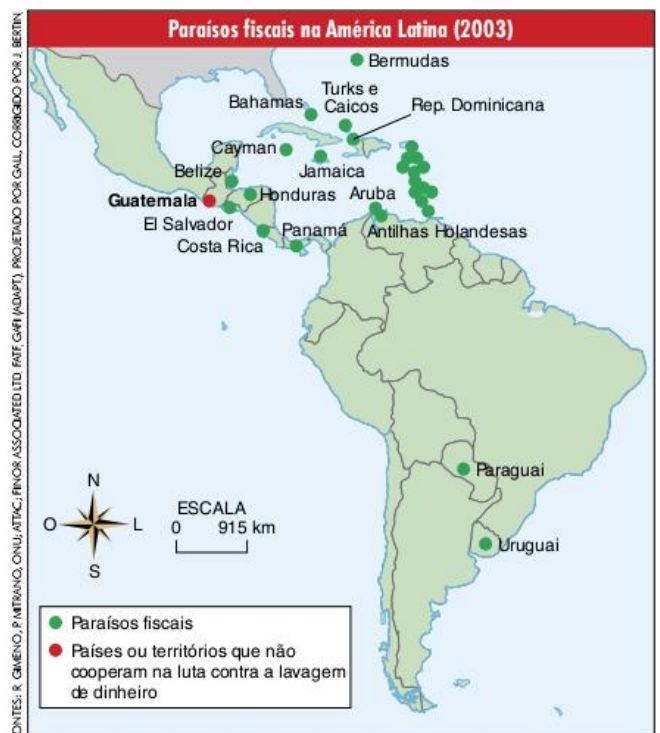 Paraísos fiscais na América Latina (2003)
Bermudas
Turks e
Caicos
Bahamas
Rep. Dominicana
Cayman
Jamaica
Belize
Honduras
Aruba
Guatemala
El Salvador
Panamá
Antilhas Holandesas
Costa Rica
Paraguai
Uruguai
N
O
L
S
ESCALA
0 915 km
Paraísos fiscais
Países ou territórios que não
cooperam na luta contra a lavagem
de dinheiro
ONTES: R. GIMENO, P. MITRANO, ONU; ATTAC; FINOR ASSOCIATED LTD, FATF, GAFI (ADAPT.). PROJETADO POR GALL, CORRIGIDO POR J. BERTIN